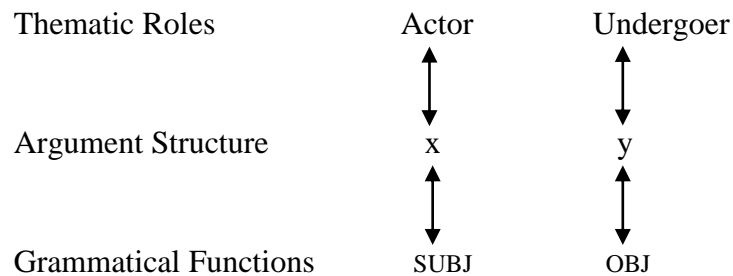 Thematic Roles Actor Undergoer
Argument Structure x y
Grammatical Functions SUBJ OBJ